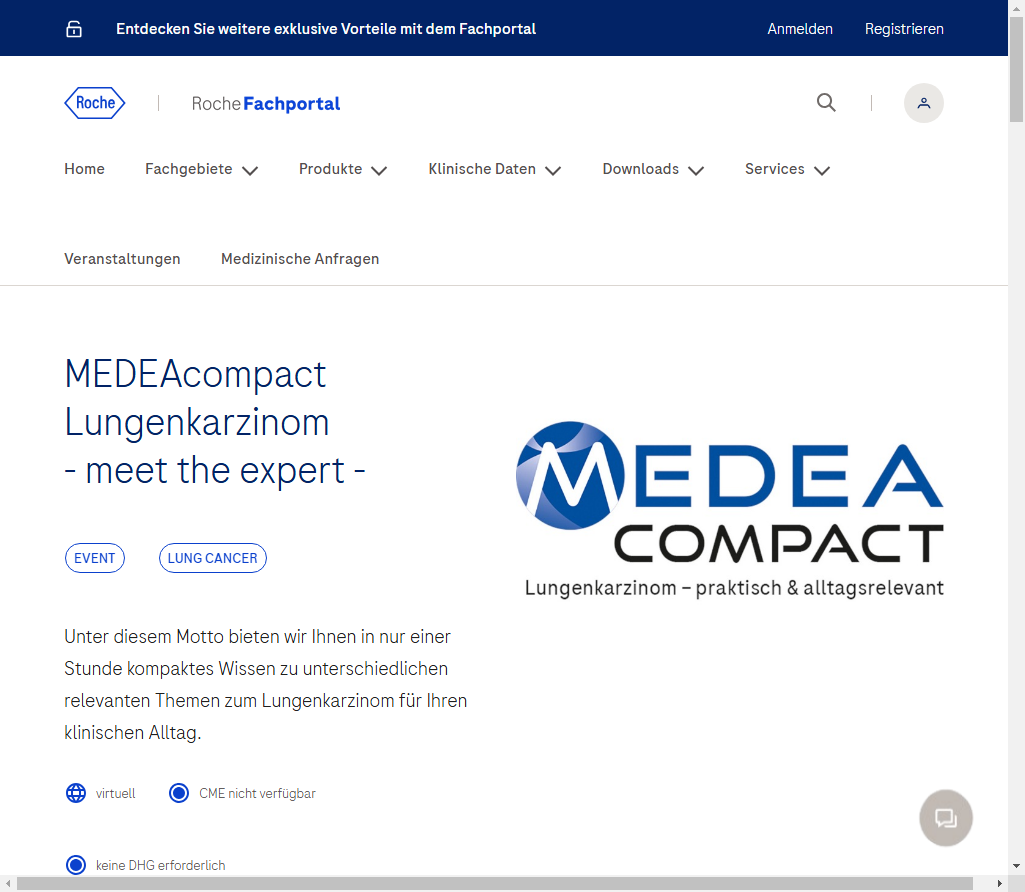 Entdecken Sie weitere exklusive Vorteile mit dem Fachportal
Anmelden
Registrieren
Roche
Roche Fachportal
Home
Fachgebiete
Produkte
Klinische Daten
Downloads
Services
Veranstaltungen
Medizinische Anfragen
MEDEAcompact
Lungenkarzinom
- meet the expert -
MEDEA
COMPACT
Lungenkarzinom – praktisch & alltagsrelevant
EVENT
LUNG CANCER
Unter diesem Motto bieten wir Ihnen in nur einer
Stunde kompaktes Wissen zu unterschiedlichen
relevanten Themen zum Lungenkarzinom für Ihren
klinischen Alltag.
virtuell
CME nicht verfügbar
keine DHG erforderlich